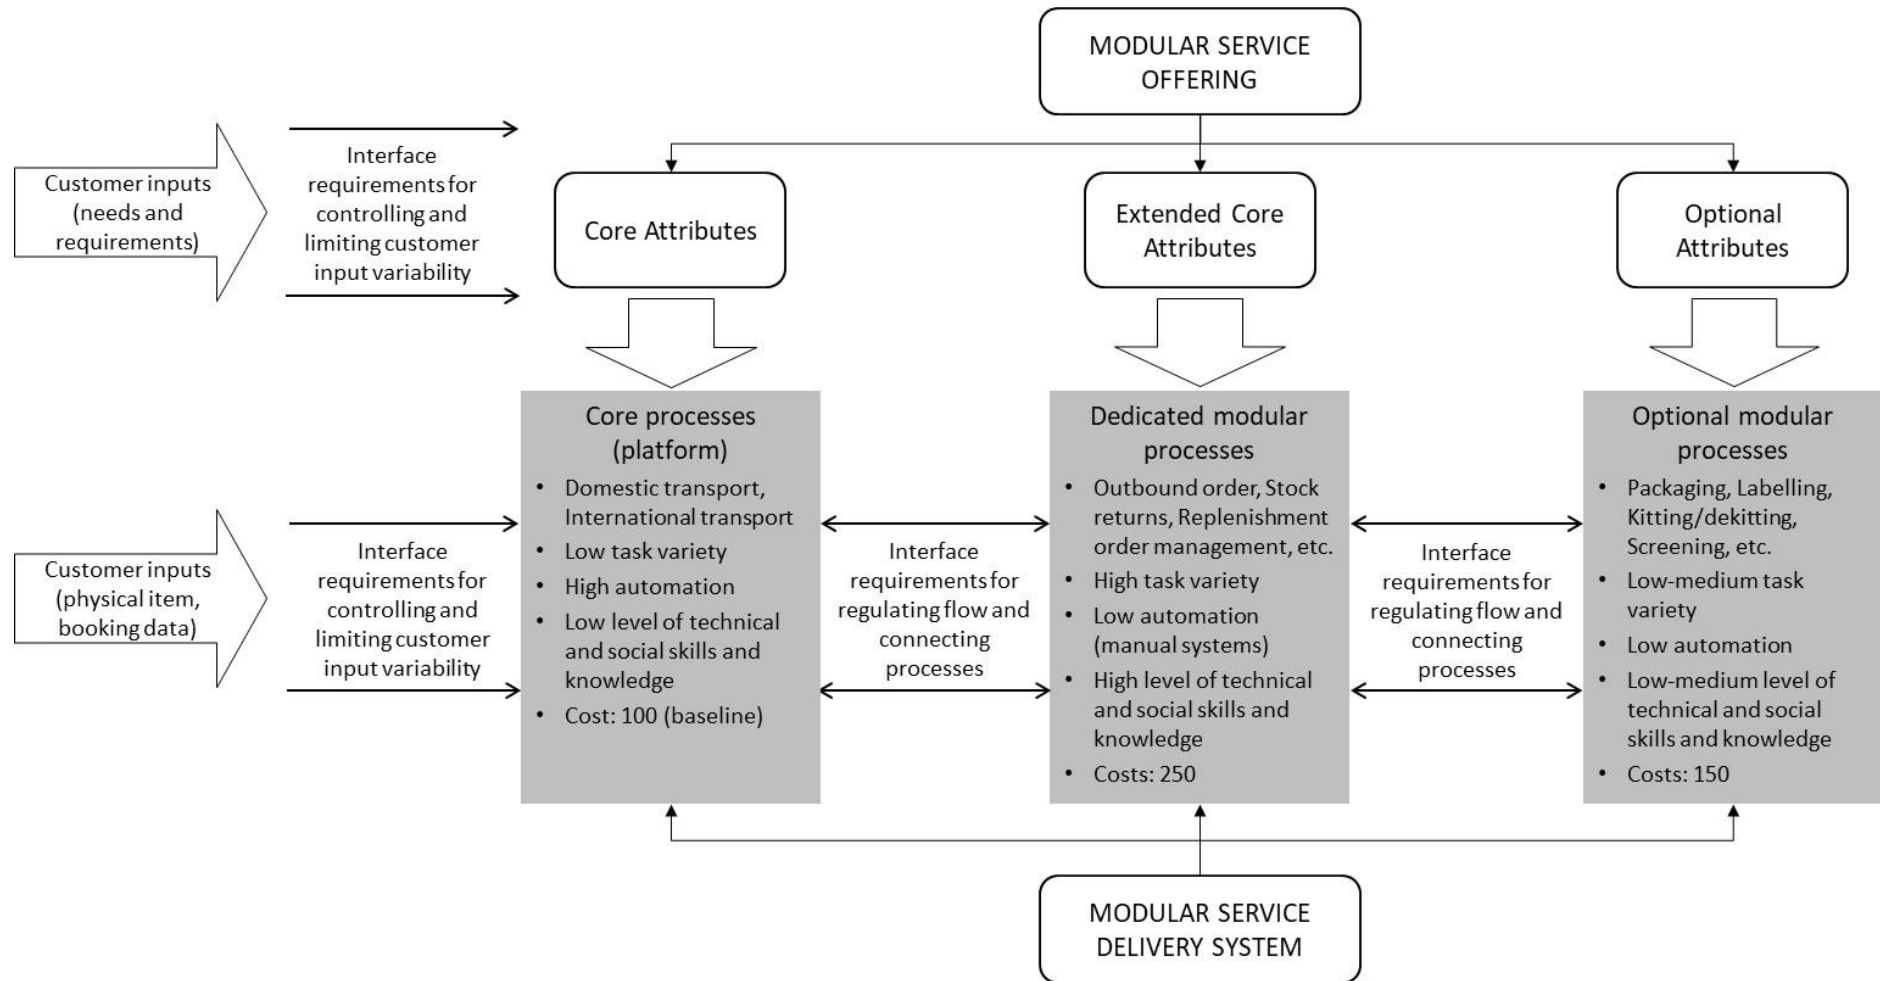 MODULAR SERVICE
OFFERING
Customer inputs
(needs and
requirements)
Interface
requirements for
controlling and
limiting customer
input variability
Core Attributes
Extended Core
Attributes
Optional
Attributes
Customer inputs
(physical item,
booking data)
Interface
requirements for
controlling and
limiting customer
input variability
Core processes
(platform)
• Domestic transport,
International transport
• Low task variety
• High automation
• Low level of technical
and social skills and
knowledge
• Cost: 100 (baseline)
Interface
requirements for
regulating flow and
connecting
processes
Dedicated modular
processes
• Outbound order, Stock
returns, Replenishment
order management, etc.
• High task variety
• Low automation
(manual systems)
• High level of technical
and social skills and
knowledge
• Costs: 250
Interface
requirements for
regulating flow and
connecting
processes
Optional modular
processes
• Packaging, Labelling,
Kitting/dekitting,
Screening, etc.
• Low-medium task
variety
• Low automation
• Low-medium level of
technical and social
skills and knowledge
• Costs: 150
MODULAR SERVICE
DELIVERY SYSTEM